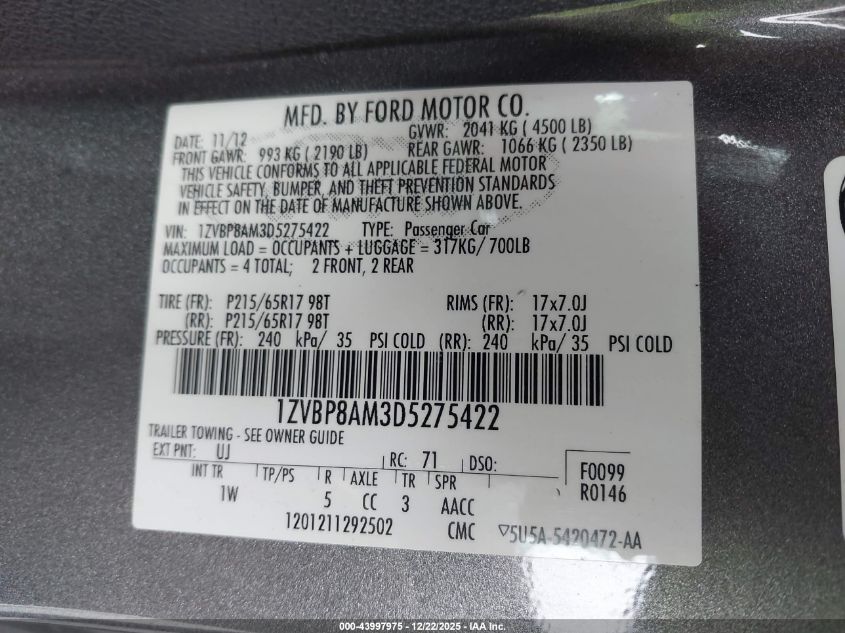 MFD. BY FORD MOTOR CO.
DATE: 11/12 GVWR: 2041 KG ( 4500 LB)
FRONT GAWR: 993 KG ( 2190 LB) REAR GAWR: 1066 KG ( 2350 LB)
THIS VEHICLE CONFORMS TO ALL APPLICABLE FEDERAL MOTOR
VEHICLE SAFETY, BUMPER, AND THEFT PREVENTION STANDARDS
IN EFFECT ON THE DATE OF MANUFACTURE SHOWN ABOVE.
VIN: 1ZVBP8AM3D5275422 TYPE: Passenger Car
MAXIMUM LOAD = OCCUPANTS + LUGGAGE = 317KG/ 700LB
OCCUPANTS = 4 TOTAL; 2 FRONT, 2 REAR
TIRE (FR): P215/65R17 98T RIMS (FR): 17x7.0J
(RR): P215/65R17 98T (RR): 17x7.0J
PRESSURE (FR): 240 kPa/ 35 PSI COLD (RR): 240 kPa/ 35 PSI COLD
1ZVBP8AM3D5275422
TRAILER TOWING - SEE OWNER GUIDE
EXT PNT: UJ RC: 71 DSO: F0099
INT TR TP/PS R AXLE TR SPR R0146
1W 5 CC 3 AACC
1201211292502 CMC ▽5U5A-5420472-AA
000-43997975 - 12/22/2025 - IAA Inc.